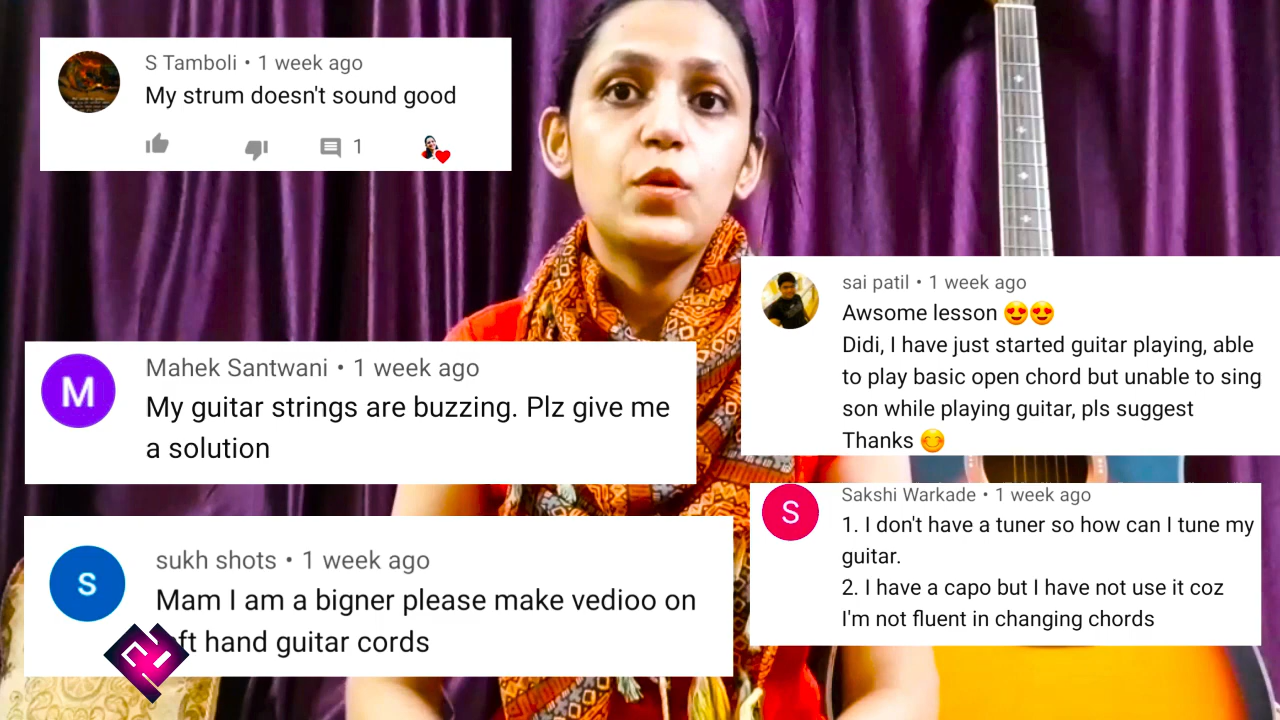 S Tamboli • 1 week ago
My strum doesn't sound good
1
Mahek Santwani • 1 week ago
M
My guitar strings are buzzing. Plz give me
a solution
sukh shots • 1 week ago
S
Mam I am a bigner please make vedioo on
hand guitar cords
sai patil • 1 week ago
Awsome lesson 😍😍
Didi, I have just started guitar playing, able
to play basic open chord but unable to sing
son while playing guitar, pls suggest
Thanks 😊
Sakshi Warkade • 1 week ago
S
1. I don't have a tuner so how can I tune my
guitar.
2. I have a capo but I have not use it coz
I'm not fluent in changing chords